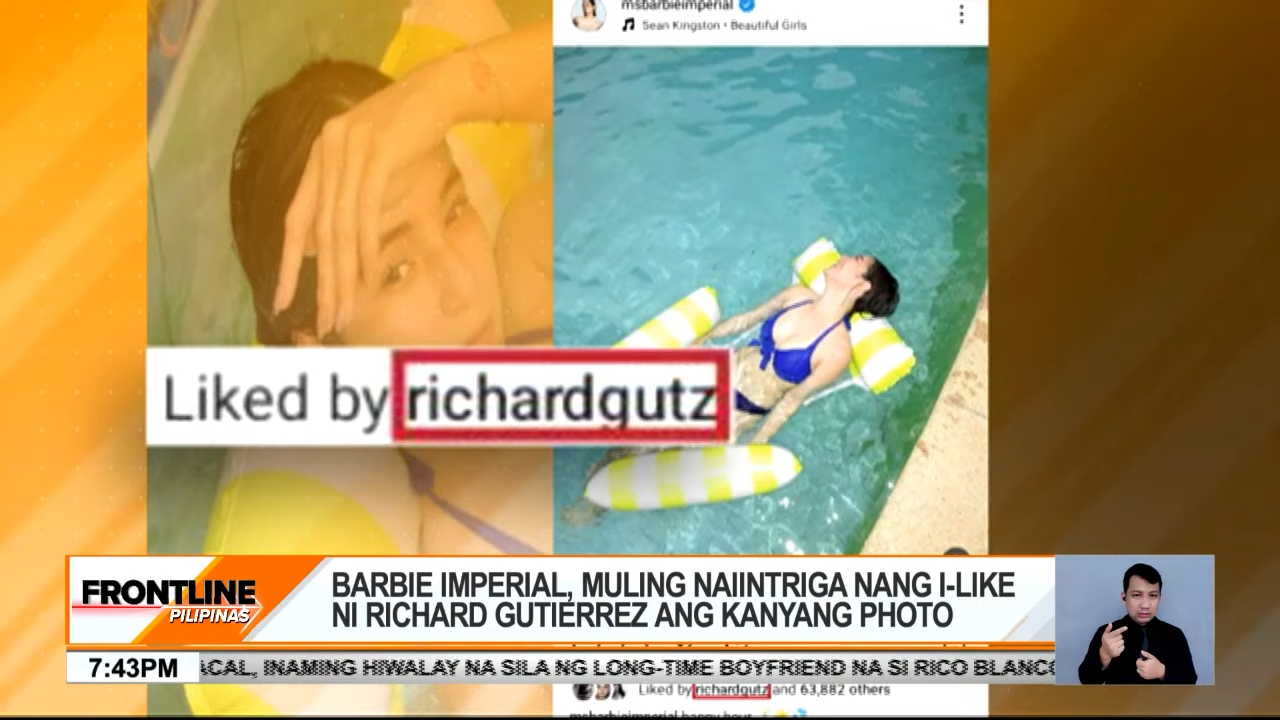 msbarbieimperial
Sean Kingston • Beautiful Girls
Liked by richardgutz
FRONTLINE
PILIPINAS
BARBIE IMPERIAL, MULING NAIINTRIGA NANG I-LIKE
NI RICHARD GUTIERREZ ANG KANYANG PHOTO
7:43PM
ACAL, INAMING HIWALAY NA SILA NG LONG-TIME BOYFRIEND NA SI RICO BLANCO
Liked by richardgutz and 63,882 others
msbarbieimperial